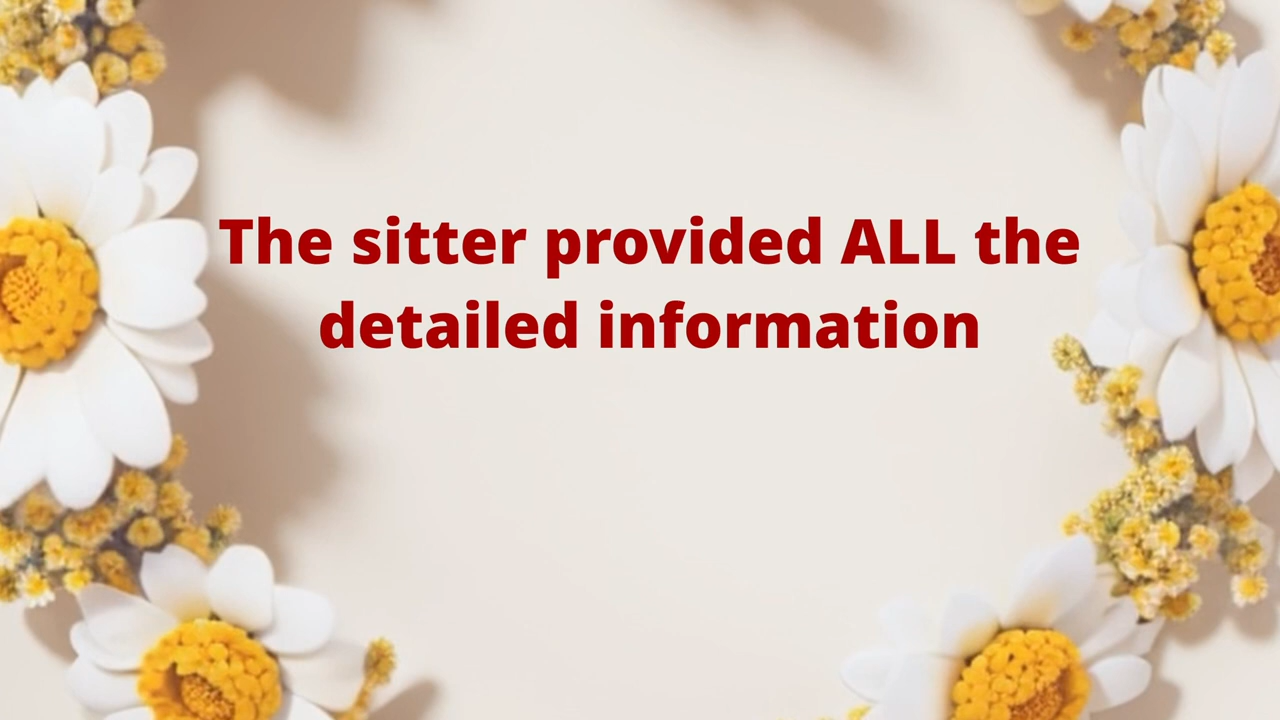 The sitter provided ALL the
detailed information